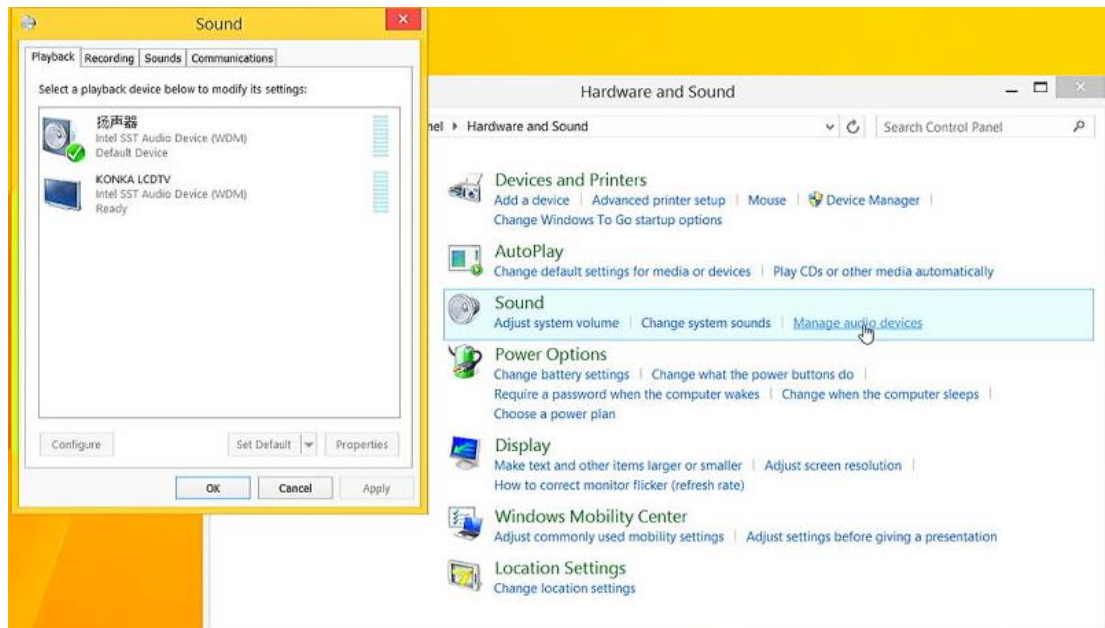 Sound
Playback Recording Sounds Communications
Select a playback device below to modify its settings:
扬声器
Intel SST Audio Device (WDM)
Default Device
KONKA LCDTV
Intel SST Audio Device (WDM)
Ready
Configure Set Default Properties
OK Cancel Apply
Hardware and Sound
nel Hardware and Sound Search Control Panel
Devices and Printers
Add a device Advanced printer setup Mouse Device Manager
Change Windows To Go startup options
AutoPlay
Change default settings for media or devices Play CDs or other media automatically
Sound
Adjust system volume Change system sounds Manage audio devices
Power Options
Change battery settings Change what the power buttons do
Require a password when the computer wakes Change when the computer sleeps
Choose a power plan
Display
Make text and other items larger or smaller Adjust screen resolution
How to correct monitor flicker (refresh rate)
Windows Mobility Center
Adjust commonly used mobility settings Adjust settings before giving a presentation
Location Settings
Change location settings